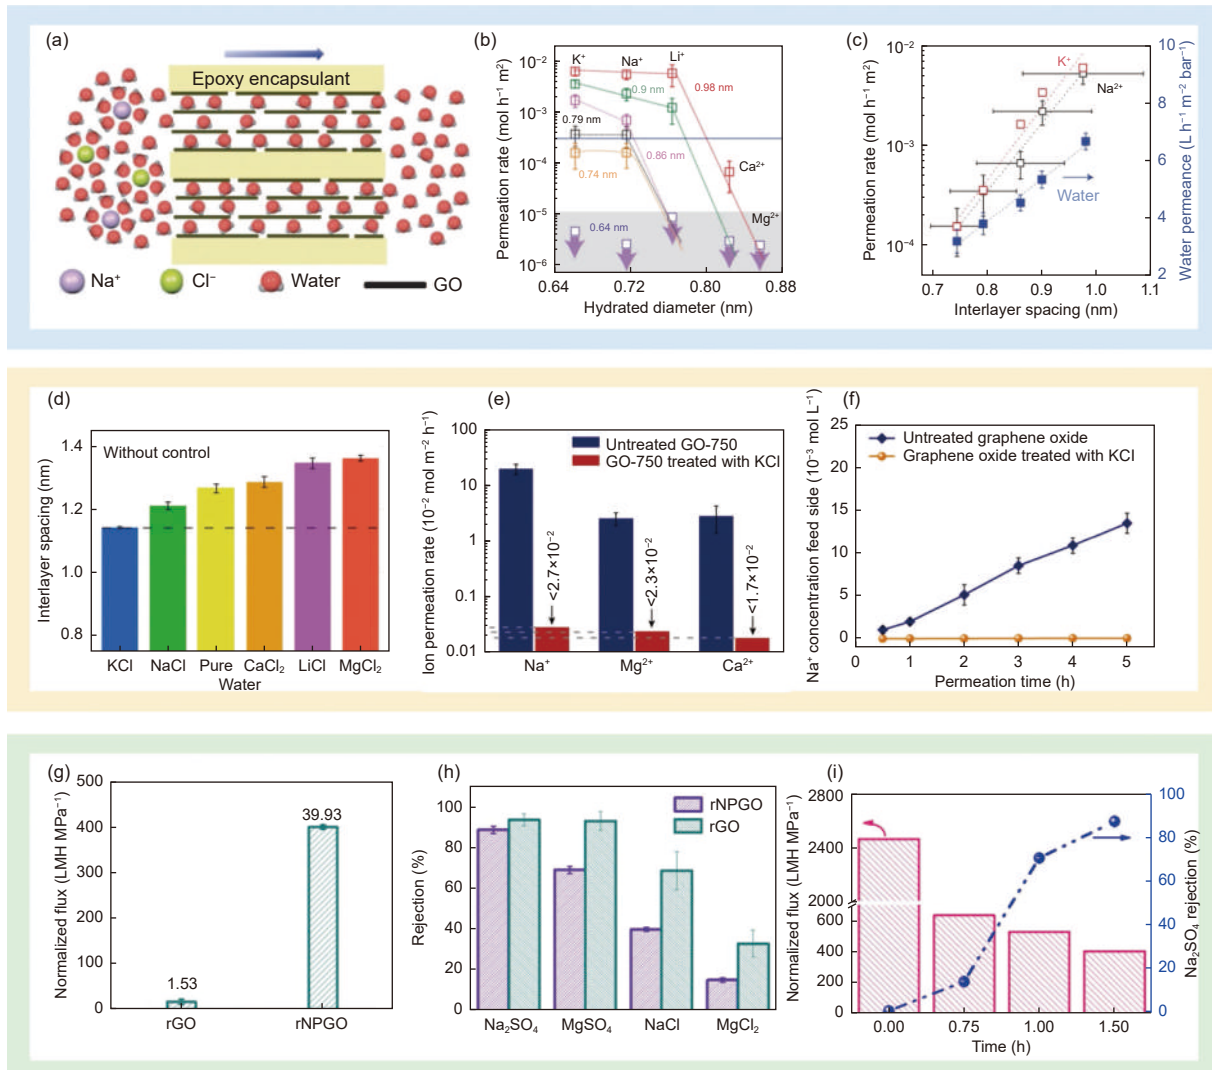 (a)
Epoxy encapsulant
Na⁺
Cl⁻
Water
GO
(b)
Permeation rate (mol h⁻¹ m²)
10⁻²
10⁻³
10⁻⁴
10⁻⁵
10⁻⁶
K⁺
Na⁺
Li⁺
0.98 nm
0.9 nm
0.79 nm
0.86 nm
Ca²⁺
0.74 nm
Mg²⁺
0.64 nm
0.64 0.72 0.80 0.88
Hydrated diameter (nm)
(c)
Permeation rate (mol h⁻¹ m²)
10⁻²
10⁻³
10⁻⁴
K⁺
Na⁺
Water
10
8
6
4
2
Water permeance (L h⁻¹ m⁻² bar⁻¹)
0.7 0.8 0.9 1.0 1.1
Interlayer spacing (nm)
(d)
Interlayer spacing (nm)
1.4
1.2
1.0
0.8
Without control
KCl NaCl Pure CaCl₂ LiCl MgCl₂
Water
(e)
Ion permeation rate (10⁻² mol m⁻² h⁻¹)
100
10
1
0.1
0.01
Untreated GO-750
GO-750 treated with KCl
<2.7×10⁻²
<2.3×10⁻²
<1.7×10⁻²
Na⁺ Mg²⁺ Ca²⁺
(f)
Na⁺ concentration feed side (10⁻³ mol L⁻¹)
25
20
15
10
5
0
Untreated graphene oxide
Graphene oxide treated with KCl
0 1 2 3 4 5
Permeation time (h)
(g)
Normalized flux (LMH MPa⁻¹)
500
400
300
200
100
0
1.53
39.93
rGO rNPGO
(h)
Rejection (%)
100
80
60
40
20
0
rNPGO
rGO
Na₂SO₄ MgSO₄ NaCl MgCl₂
(i)
Normalized flux (LMH MPa⁻¹)
2800
2400
2000
600
400
200
0
100
80
60
40
20
0
Na₂SO₄ rejection (%)
0.00 0.75 1.00 1.50
Time (h)